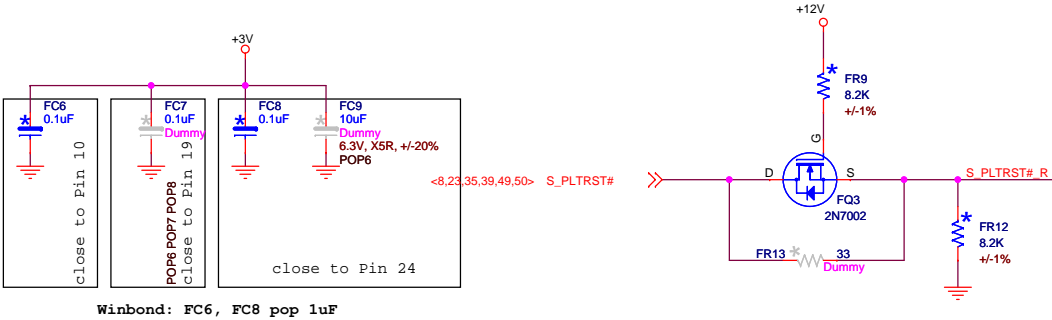 +3V
FC6
0.1uF
close to Pin 10
FC7
0.1uF
Dummy
POP6 POP7 POP8
close to Pin 19
FC8
0.1uF
FC9
10uF
Dummy
6.3V, X5R, +/-20%
POP6
close to Pin 24
Winbond: FC6, FC8 pop 1uF
<8,23,35,39,49,50> S_PLTRST#
+12V
FR9
8.2K
+/-1%
G
D
S
FQ3
2N7002
S_PLTRST#_R
FR13
33
Dummy
FR12
8.2K
+/-1%